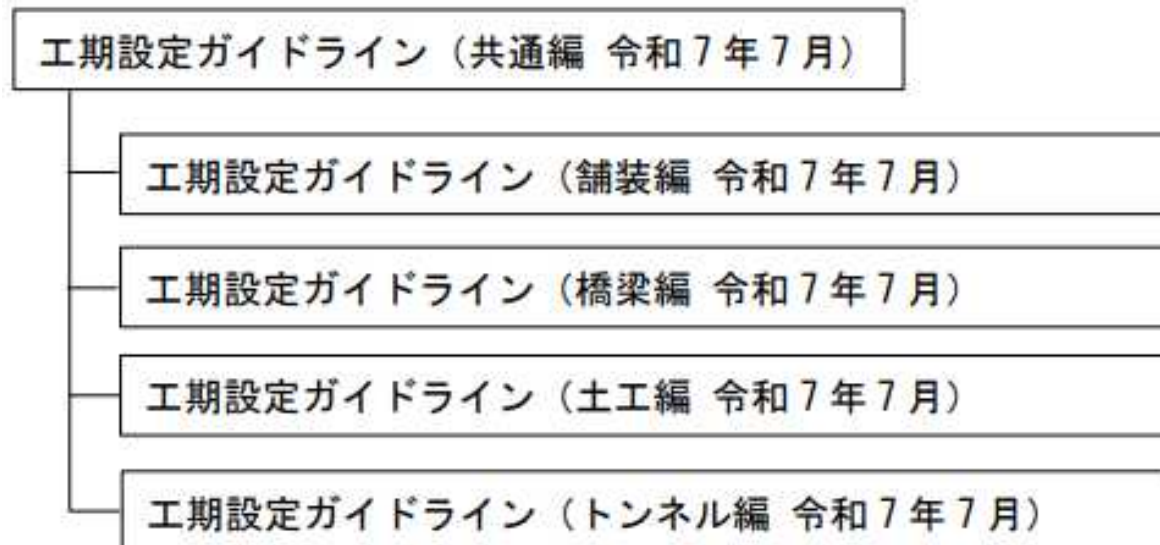 工期設定ガイドライン（共通編 令和７年７月）
工期設定ガイドライン（舗装編 令和７年７月）
工期設定ガイドライン（橋梁編 令和７年７月）
工期設定ガイドライン（土工編 令和７年７月）
工期設定ガイドライン（トンネル編 令和７年７月）